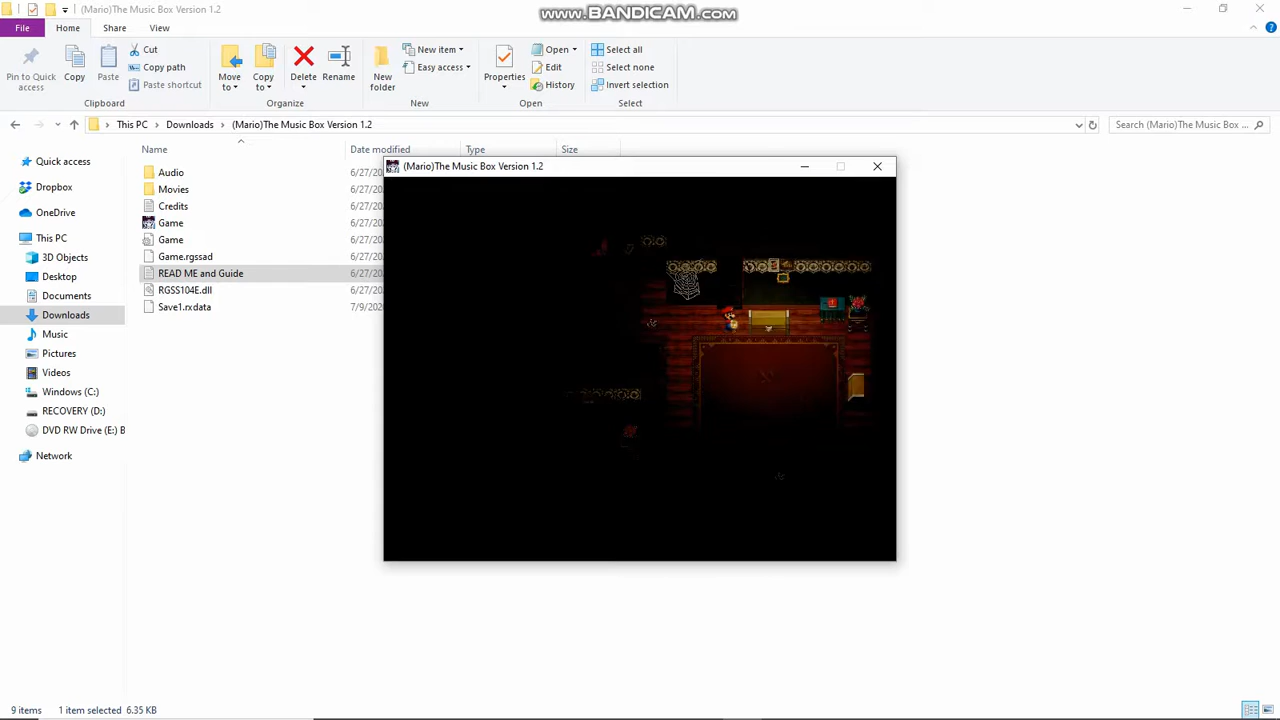 (Mario)The Music Box Version 1.2
www.BANDICAM.com
File
Home
Share
View
Pin to Quick access
Copy
Paste
Cut
Copy path
Paste shortcut
Clipboard
Move to
Copy to
Delete
Rename
Organize
New folder
New item
Easy access
New
Properties
Open
Edit
History
Open
Select all
Select none
Invert selection
Select
This PC > Downloads > (Mario)The Music Box Version 1.2
Search (Mario)The Music Box ...
Name Date modified Type Size
Quick access
Dropbox
OneDrive
This PC
3D Objects
Desktop
Documents
Downloads
Music
Pictures
Videos
Windows (C:)
RECOVERY (D:)
DVD RW Drive (E:) B
Network
Audio 6/27/20
Movies 6/27/20
Credits 6/27/20
Game 6/27/20
Game 6/27/20
Game.rgssad 6/27/20
READ ME and Guide 6/27/20
RGSS104E.dll 6/27/20
Save1.rxdata 7/9/20
(Mario)The Music Box Version 1.2
9 items 1 item selected 6.35 KB